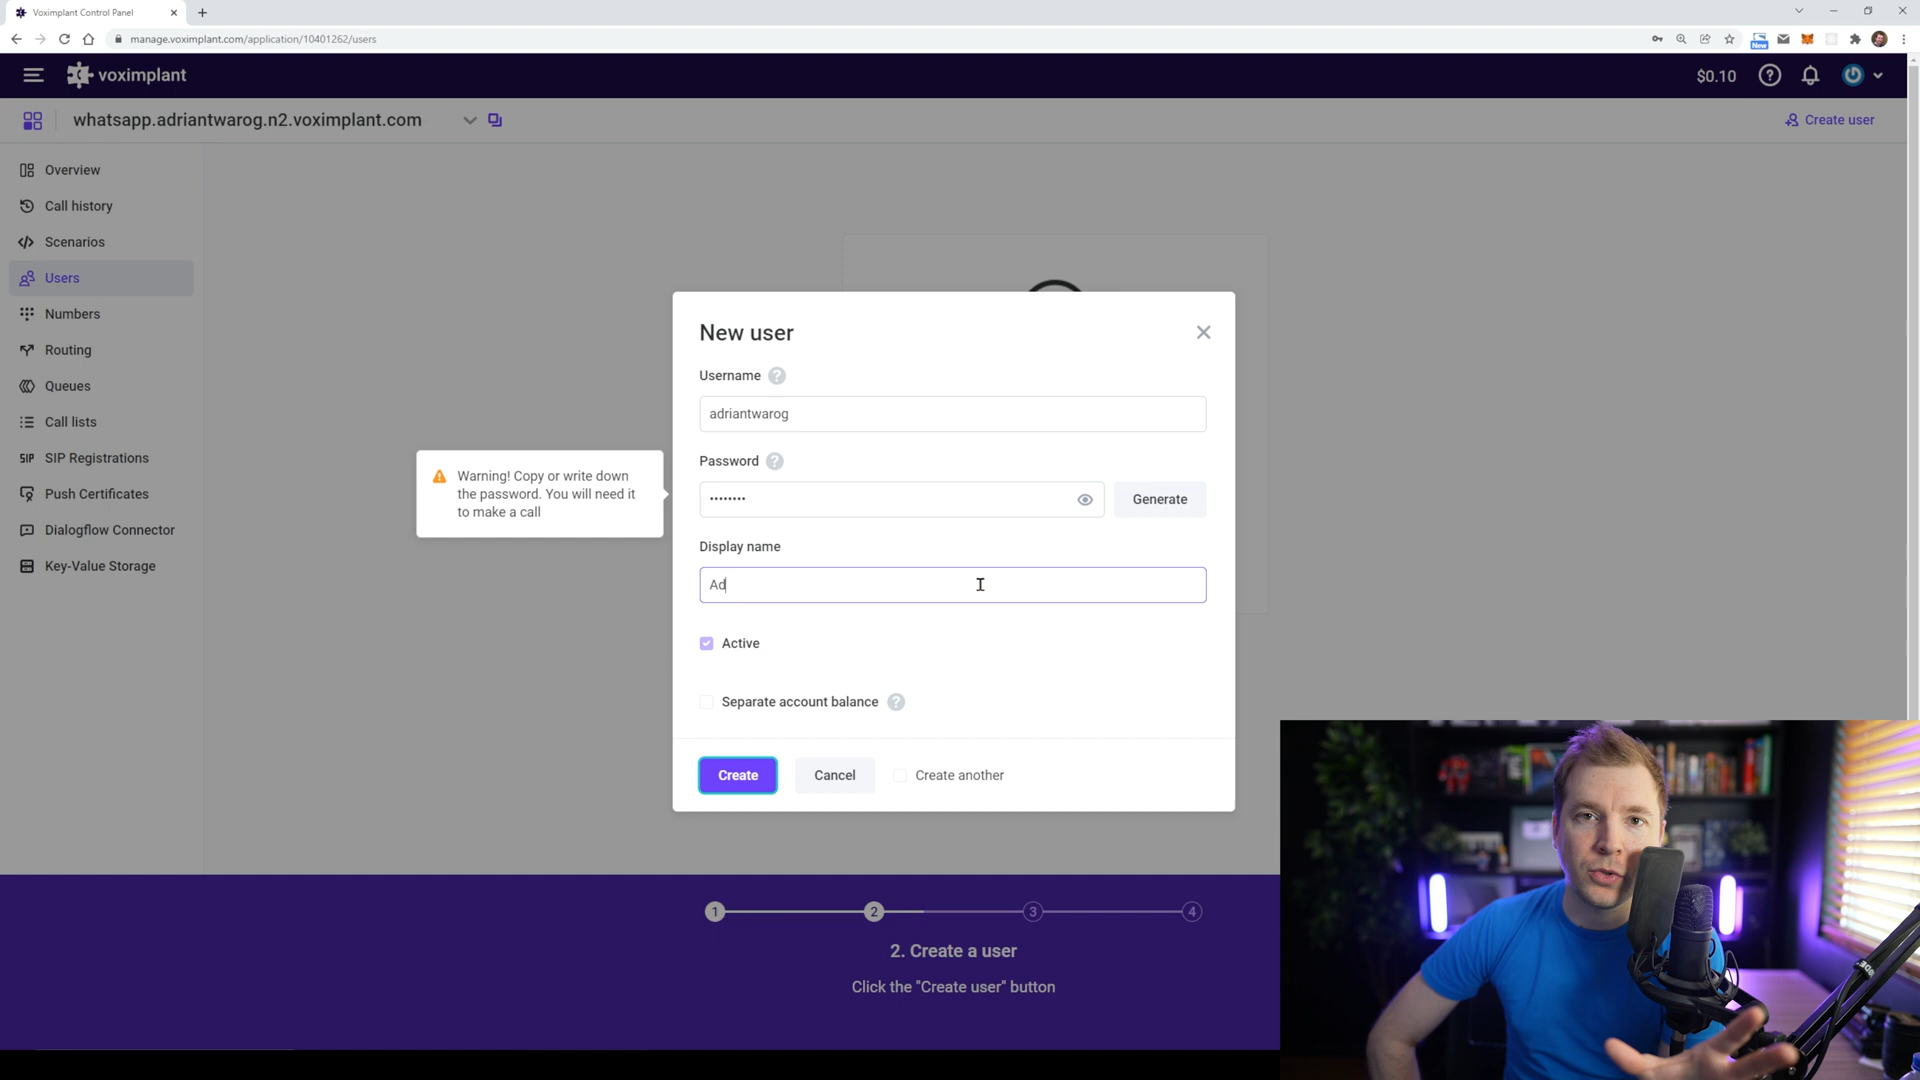 Voximplant Control Panel
manage.voximplant.com/application/10401262/users
New
voximplant
$0.10
whatsapp.adriantwarog.n2.voximplant.com
Create user
Overview
Call history
Scenarios
Users
Numbers
Routing
Queues
Call lists
SIP SIP Registrations
Push Certificates
Dialogflow Connector
Key-Value Storage
New user
Username
adriantwarog
Password
Warning! Copy or write down
the password. You will need it
to make a call
••••••••
Generate
Display name
Ad
Active
Separate account balance
Create
Cancel
Create another
1
2
3
4
2. Create a user
Click the "Create user" button